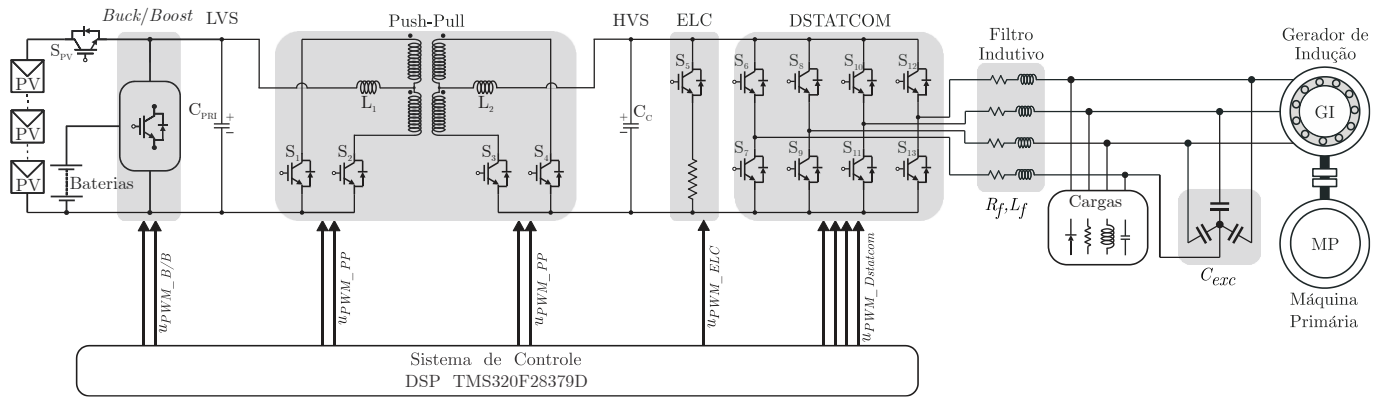 Buck/Boost
LVS
Push-Pull
HVS
ELC
DSTATCOM
Filtro
Indutivo
Gerador de
Indução
S_PV
PV
PV
PV
Baterias
C_PRI
+
−
L_1
L_2
S_1
S_2
S_3
S_4
+
−
C_C
S_5
S_6
S_8
S_10
S_12
S_7
S_9
S_11
S_13
R_f,L_f
Cargas
C_exc
GI
MP
Máquina
Primária
u_PWM_B/B
u_PWM_PP
u_PWM_PP
u_PWM_ELC
u_PWM_Dstatcom
Sistema de Controle
DSP TMS320F28379D